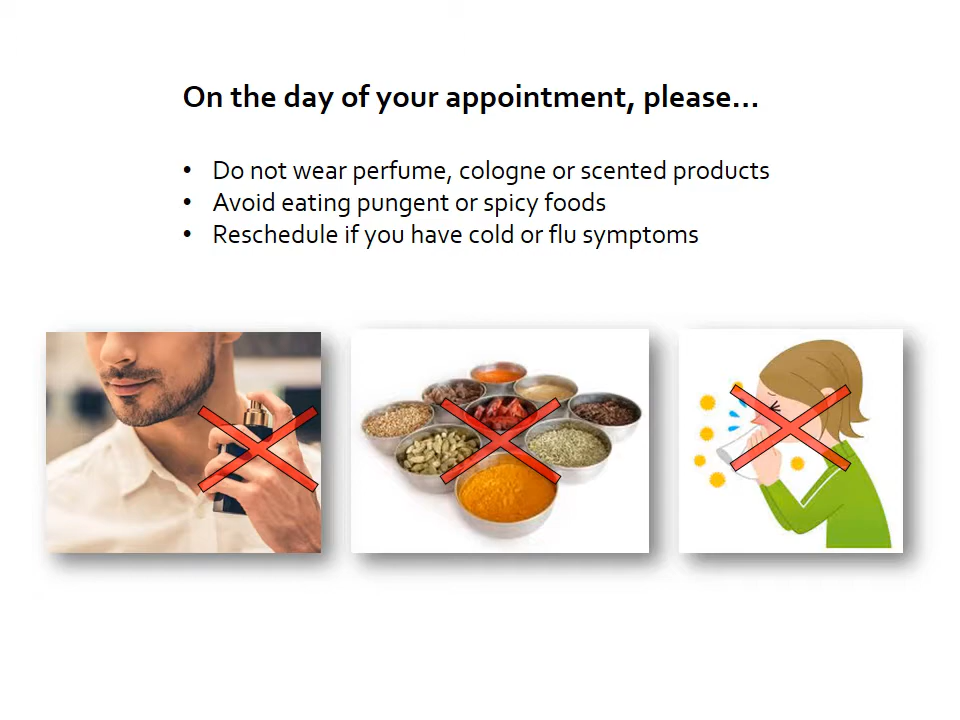 On the day of your appointment, please...
• Do not wear perfume, cologne or scented products
• Avoid eating pungent or spicy foods
• Reschedule if you have cold or flu symptoms